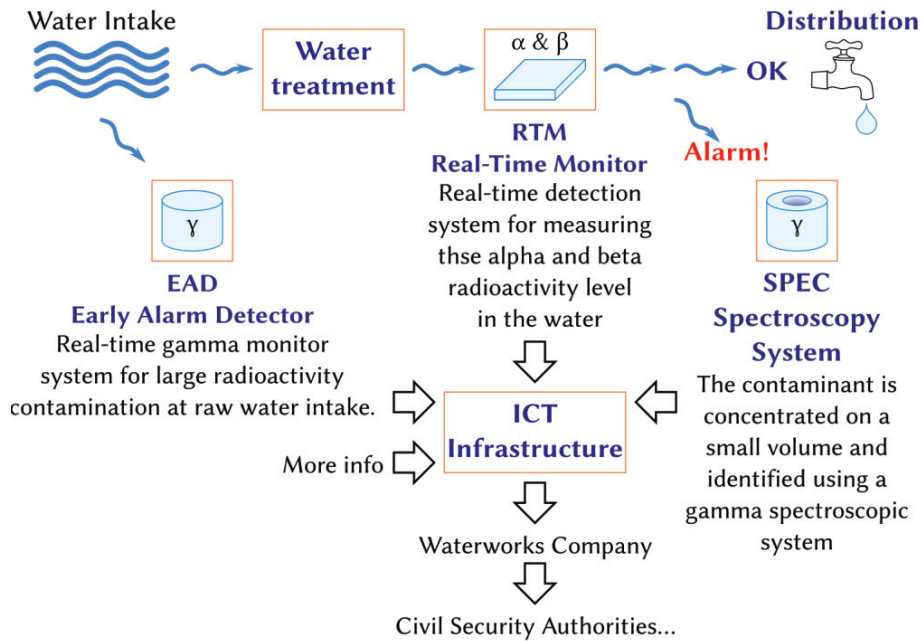 Water Intake
Water
treatment
α & β
Distribution
OK
Alarm!
RTM
Real-Time Monitor
Real-time detection
system for measuring
thse alpha and beta
radioactivity level
in the water
γ
EAD
Early Alarm Detector
Real-time gamma monitor
system for large radioactivity
contamination at raw water intake.
γ
SPEC
Spectroscopy
System
The contaminant is
concentrated on a
small volume and
identified using a
gamma spectroscopic
system
ICT
Infrastructure
More info
Waterworks Company
Civil Security Authorities...